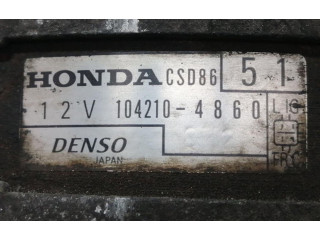 HONDA CSD86 51
12V 104210-4860
DENSO
JAPAN